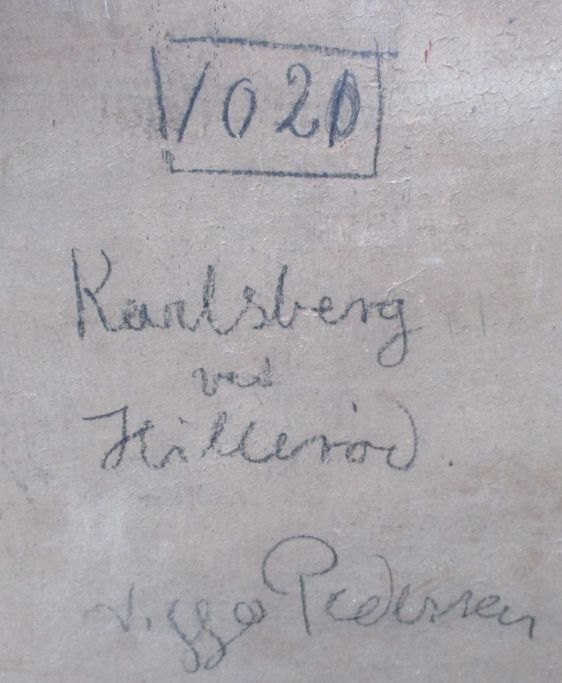 1020
Karlsberg
ved
Hillerød.
Viggo Pedersen